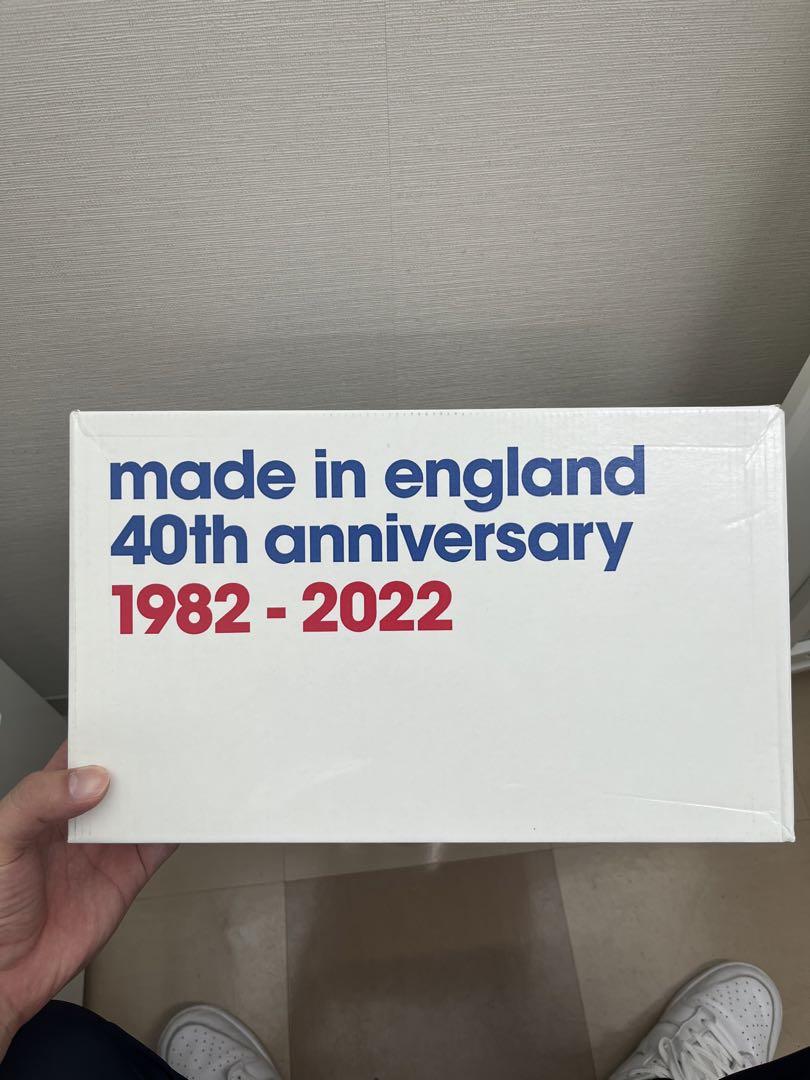 made in england
40th anniversary
1982 - 2022